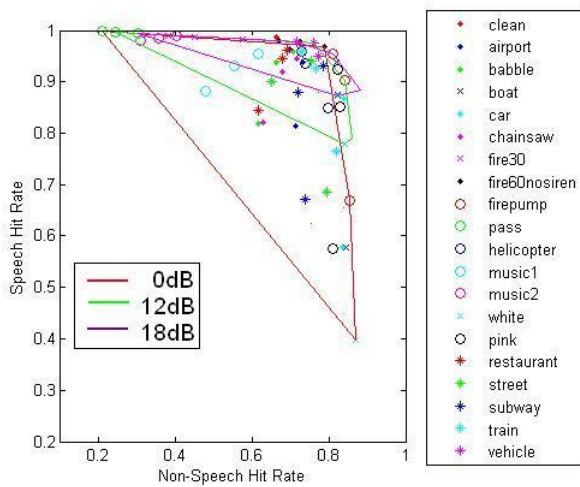 1
0.9
0.8
0.7
0.6
0.5
0.4
0.3
0.2
Speech Hit Rate
0dB
12dB
18dB
0.2 0.4 0.6 0.8 1
Non-Speech Hit Rate
clean
airport
babble
boat
car
chainsaw
fire30
fire60nosiren
firepump
pass
helicopter
music1
music2
white
pink
restaurant
street
subway
train
vehicle